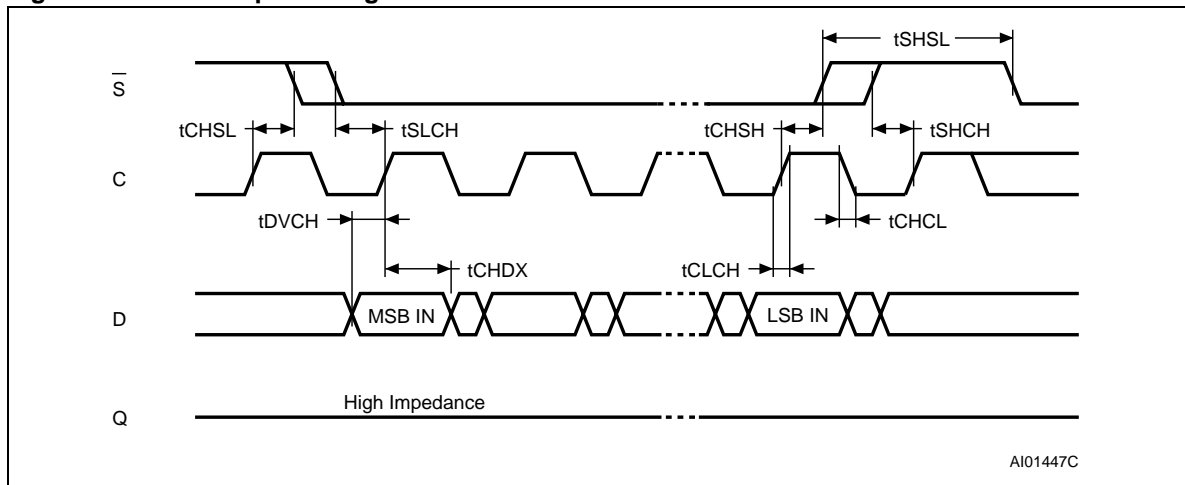 tSHSL
S
tCHSL
tSLCH
tCHSH
tSHCH
C
tDVCH
tCHCL
tCHDX
tCLCH
D
MSB IN
LSB IN
High Impedance
Q
AI01447C